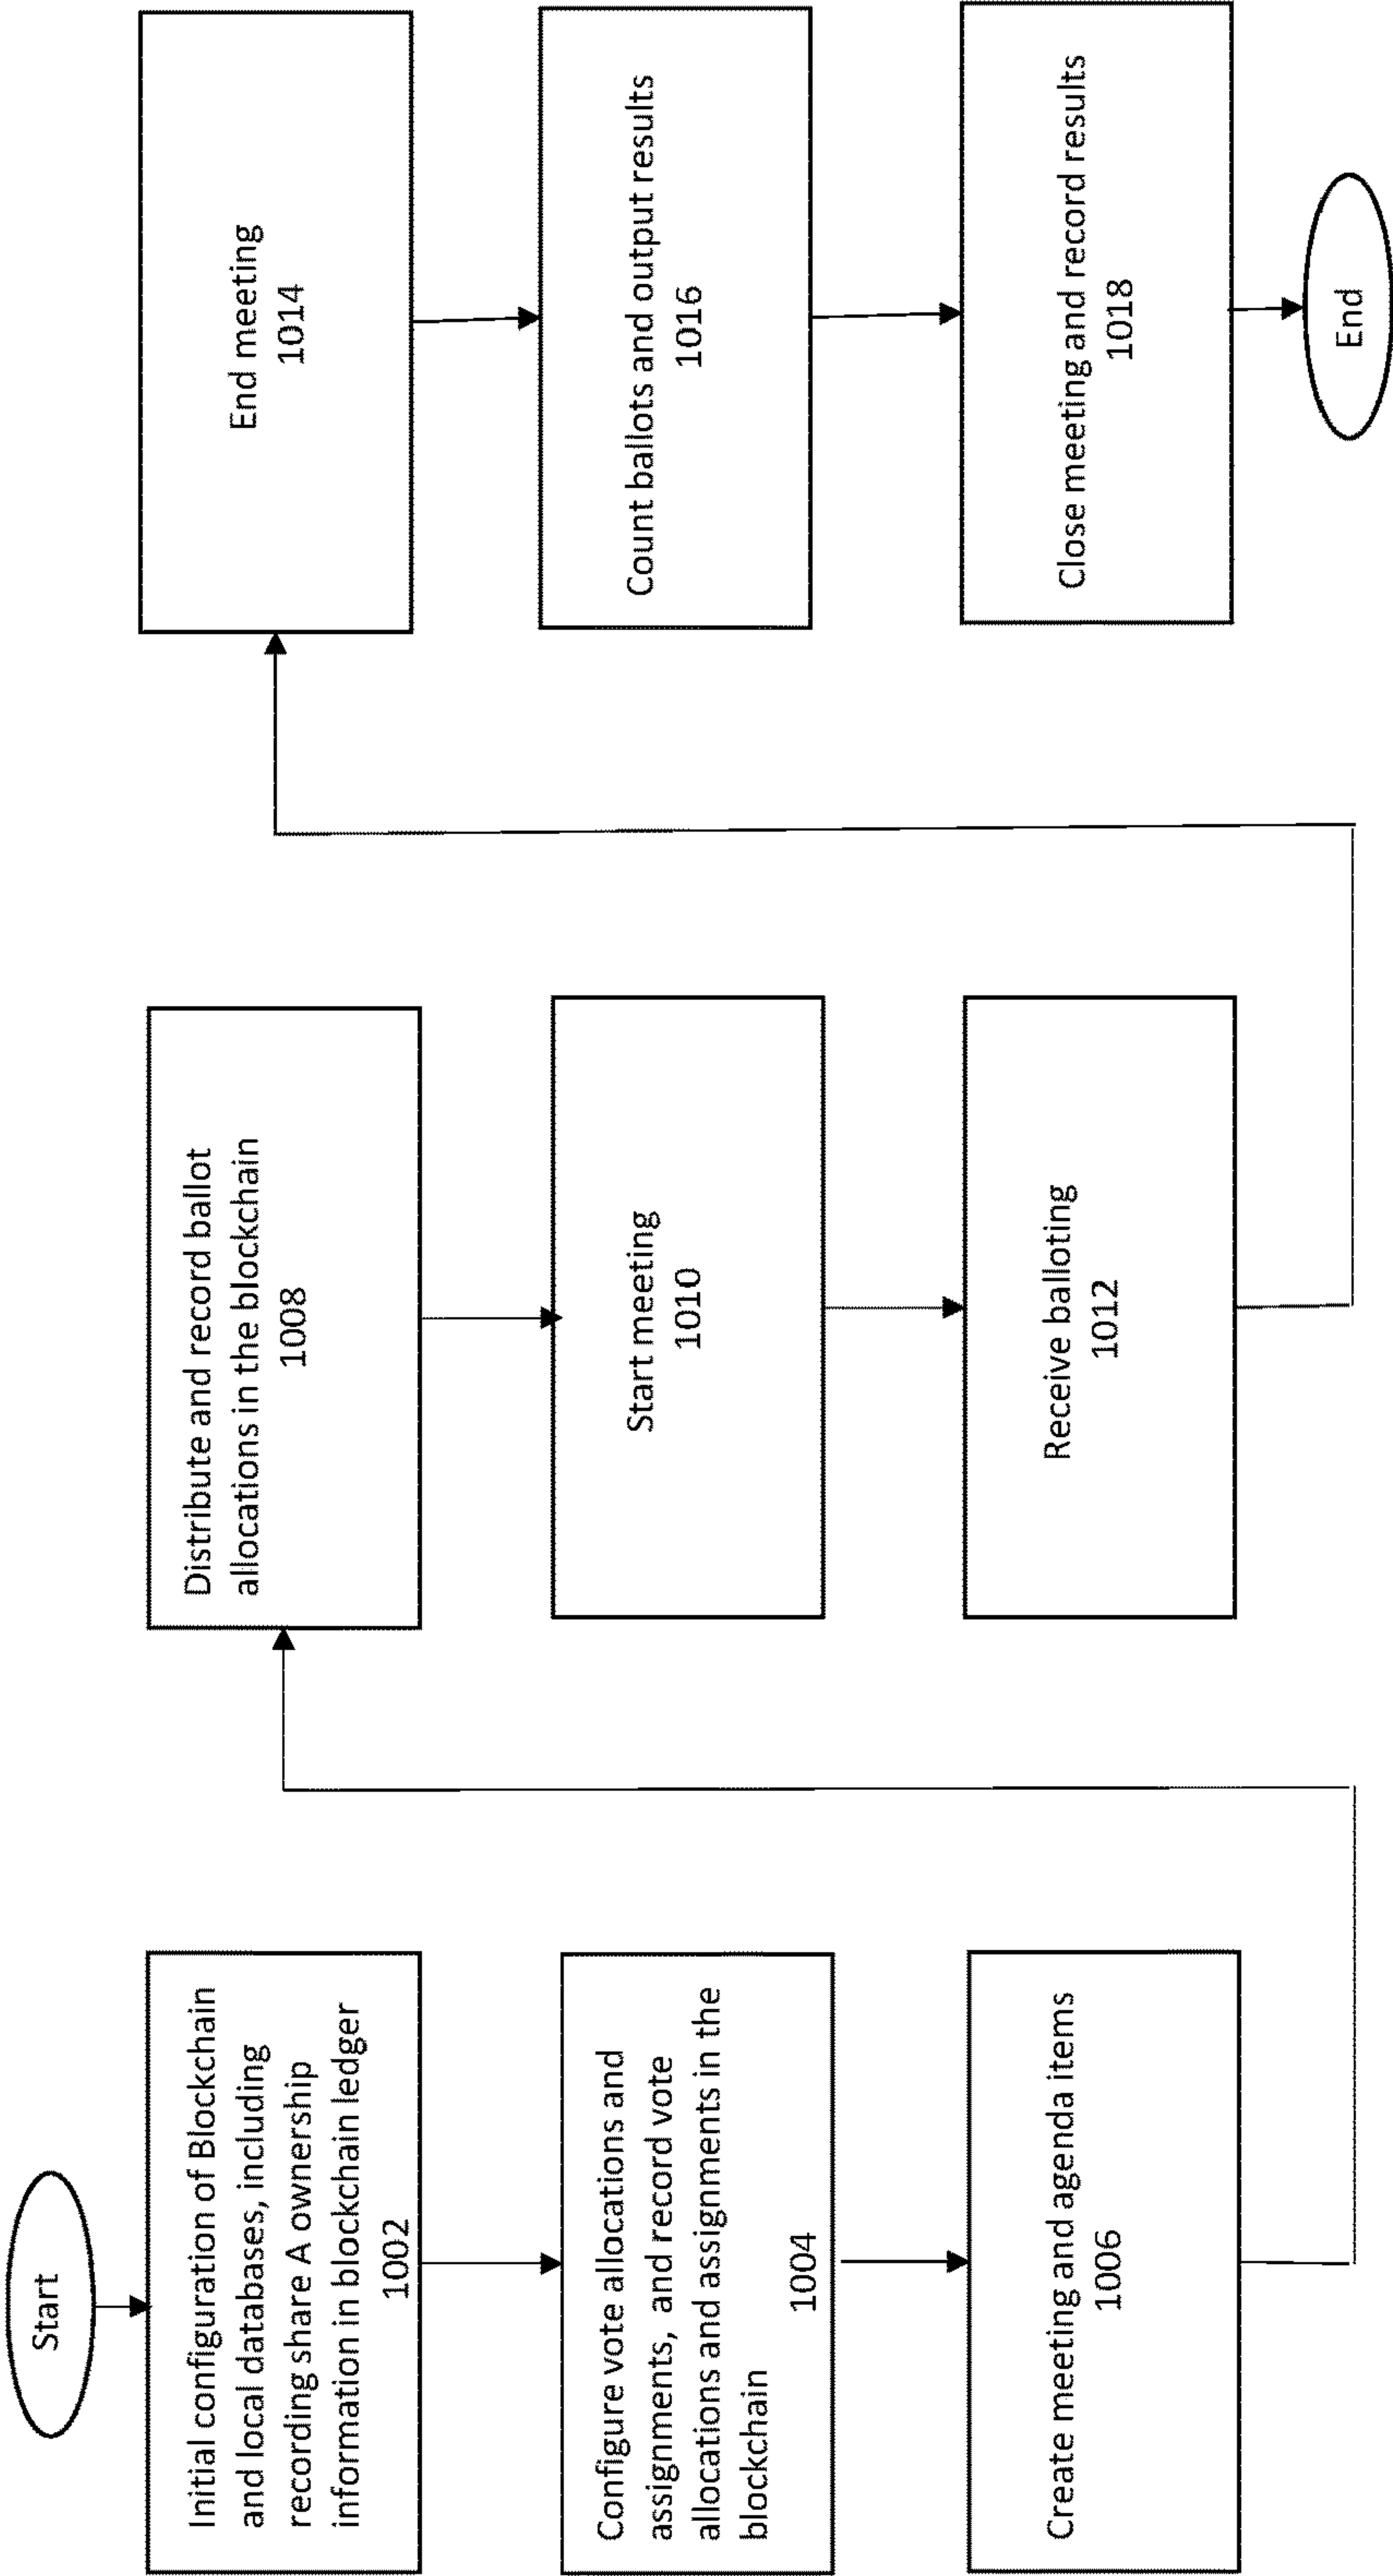 Start
Initial configuration of Blockchain
and local databases, including
recording share A ownership
information in blockchain ledger
1002
Configure vote allocations and
assignments, and record vote
allocations and assignments in the
blockchain
1004
Create meeting and agenda items
1006
Distribute and record ballot
allocations in the blockchain
1008
Start meeting
1010
Receive balloting
1012
End meeting
1014
Count ballots and output results
1016
Close meeting and record results
1018
End